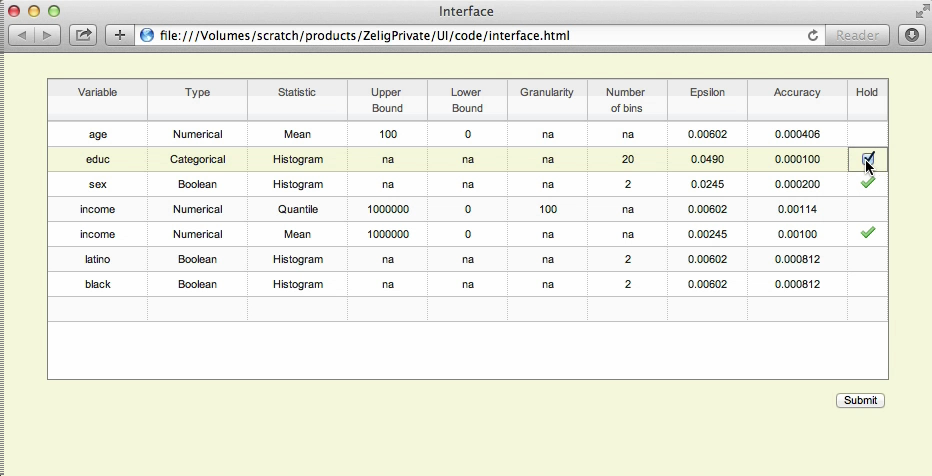 Interface
file:///Volumes/scratch/products/ZeligPrivate/UI/code/interface.html
Reader
Variable Type Statistic Upper Bound Lower Bound Granularity Number of bins Epsilon Accuracy Hold
age Numerical Mean 100 0 na na 0.00602 0.000406
educ Categorical Histogram na na na 20 0.0490 0.000100
sex Boolean Histogram na na na 2 0.0245 0.000200
income Numerical Quantile 1000000 0 100 na 0.00602 0.00114
income Numerical Mean 1000000 0 na na 0.00245 0.00100
latino Boolean Histogram na na na 2 0.00602 0.000812
black Boolean Histogram na na na 2 0.00602 0.000812
Submit